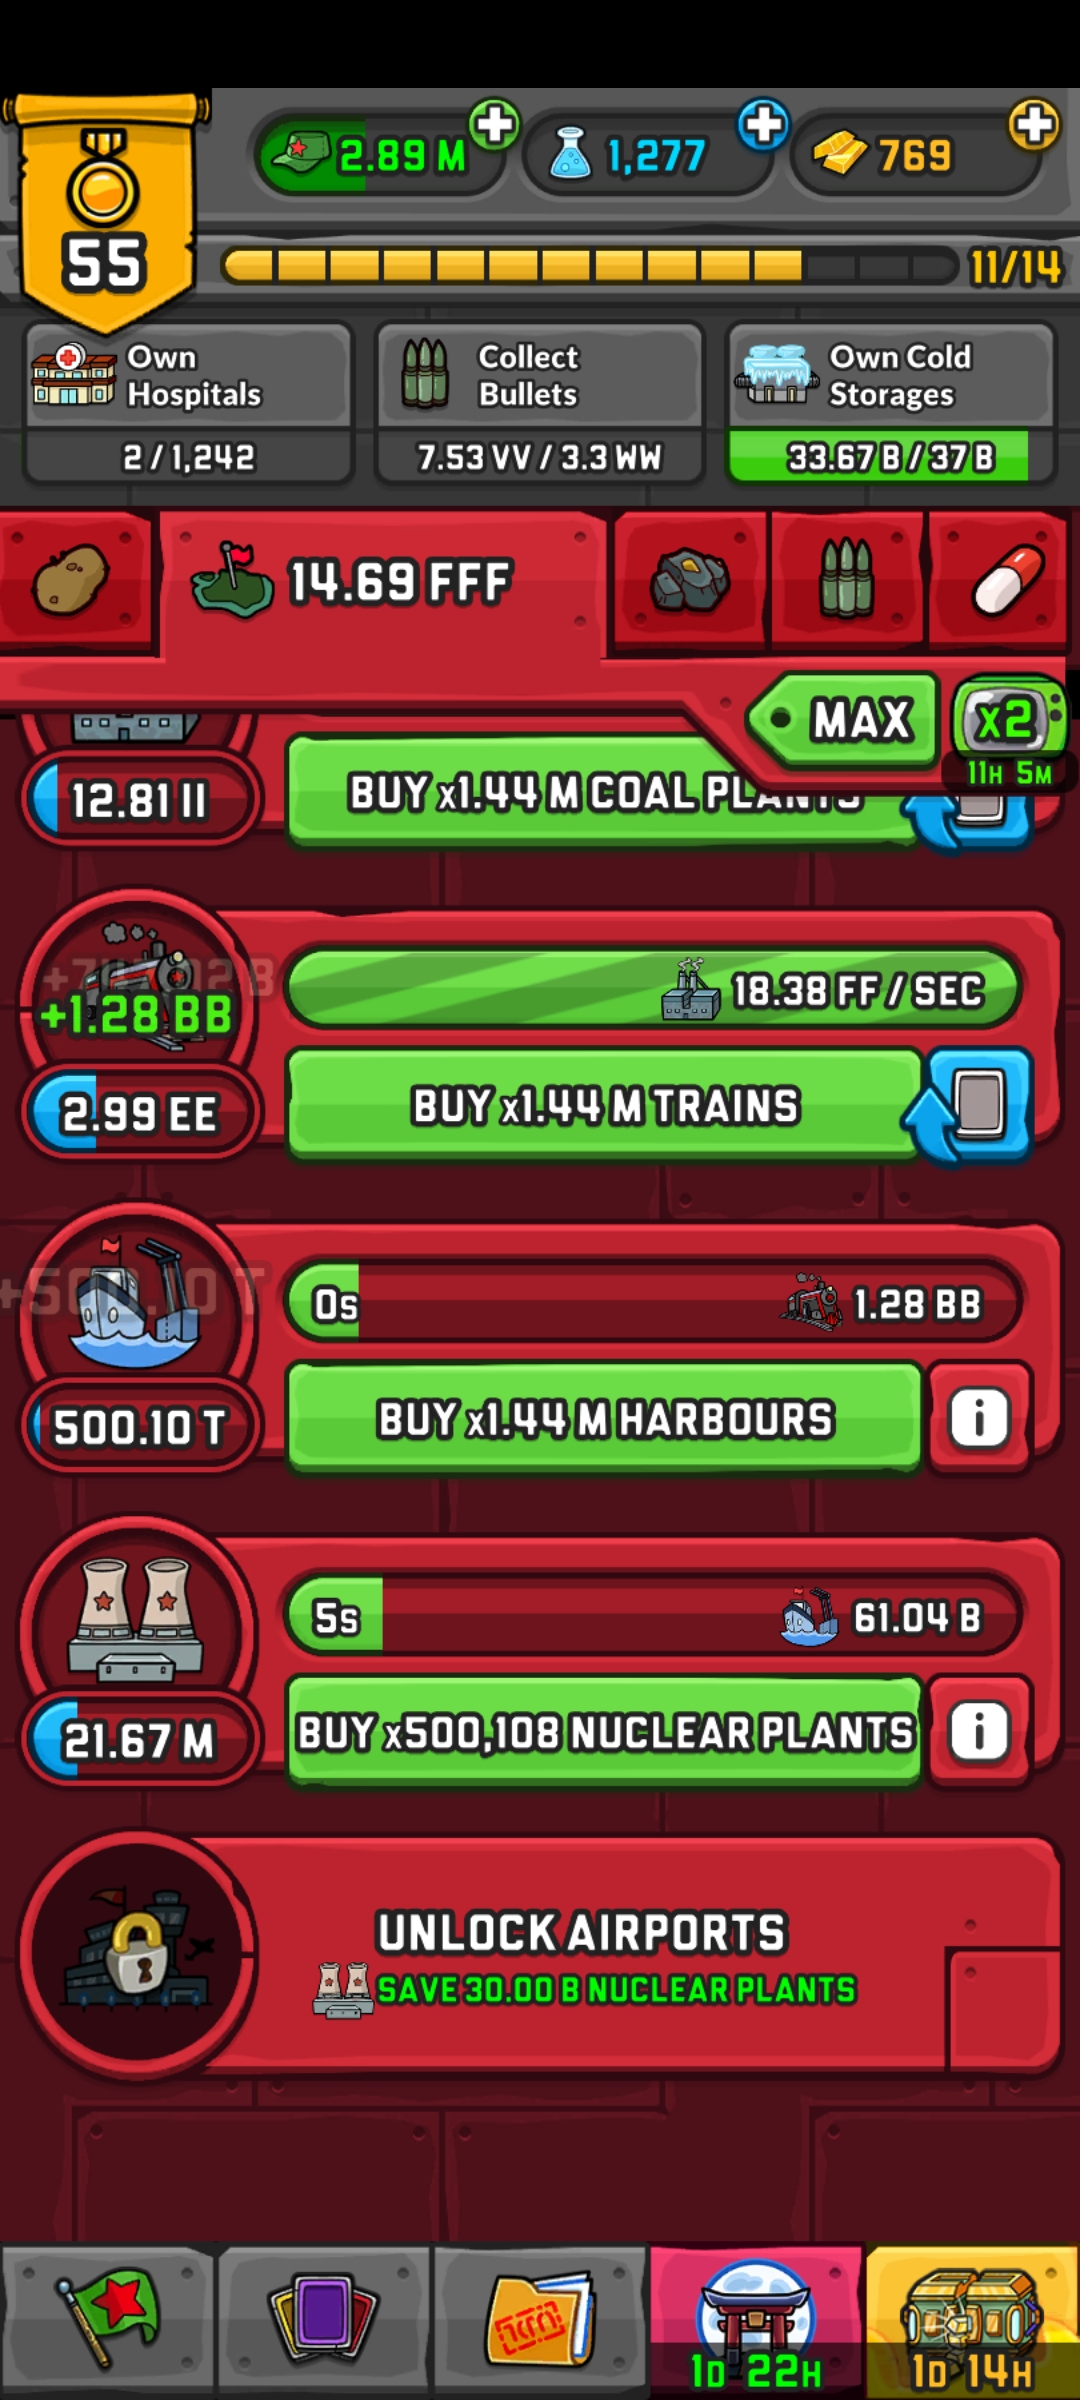 55
2.89 M
1,277
769
11/14
Own Hospitals
2 / 1,242
Collect Bullets
7.53 VV / 3.3 WW
Own Cold Storages
33.67 B / 37 B
14.69 FFF
MAX
x2
11H 5M
12.81 II
BUY x1.44 M COAL PLANTS
+1.28 BB
18.38 FF / SEC
2.99 EE
BUY x1.44 M TRAINS
+500.10 T
0s
1.28 BB
500.10 T
BUY x1.44 M HARBOURS
i
5s
61.04 B
21.67 M
BUY x500,108 NUCLEAR PLANTS
i
UNLOCK AIRPORTS
SAVE 30.00 B NUCLEAR PLANTS
1D 22H
1D 14H